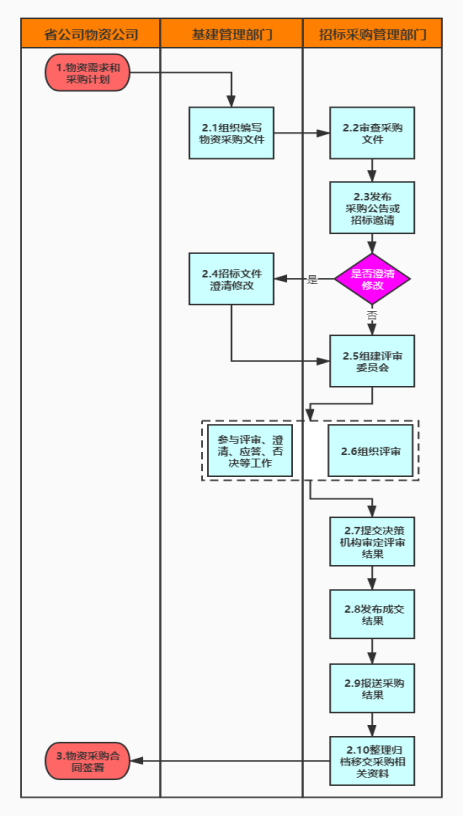 省公司物资公司
基建管理部门
招标采购管理部门
1.物资需求和
采购计划
2.1组织编写
物资采购文件
2.2审查采购
文件
2.3发布
采购公告或
招标邀请
是否澄清
修改
是
2.4招标文件
澄清修改
否
2.5组建评审
委员会
参与评审、澄
清、应答、否
决等工作
2.6组织评审
2.7提交决策
机构审定评审
结果
2.8发布成交
结果
2.9报送采购
结果
2.10整理归
档移交采购相
关资料
3.物资采购合
同签署